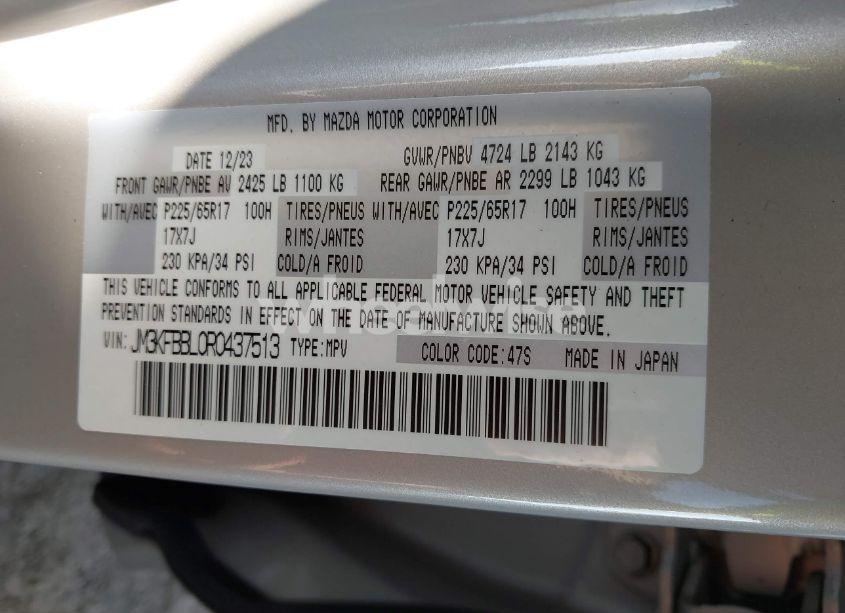 MFD. BY MAZDA MOTOR CORPORATION
DATE 12/23 GVWR/PNBV 4724 LB 2143 KG
FRONT GAWR/PNBE AV 2425 LB 1100 KG REAR GAWR/PNBE AR 2299 LB 1043 KG
WITH/AVEC P225/65R17 100H TIRES/PNEUS WITH/AVEC P225/65R17 100H TIRES/PNEUS
17X7J RIMS/JANTES 17X7J RIMS/JANTES
230 KPA/34 PSI COLD/A FROID 230 KPA/34 PSI COLD/A FROID
THIS VEHICLE CONFORMS TO ALL APPLICABLE FEDERAL MOTOR VEHICLE SAFETY AND THEFT
PREVENTION STANDARDS IN EFFECT ON THE DATE OF MANUFACTURE SHOWN ABOVE.
VIN: JM3KFBBL0R0437513 TYPE:MPV COLOR CODE:47S MADE IN JAPAN